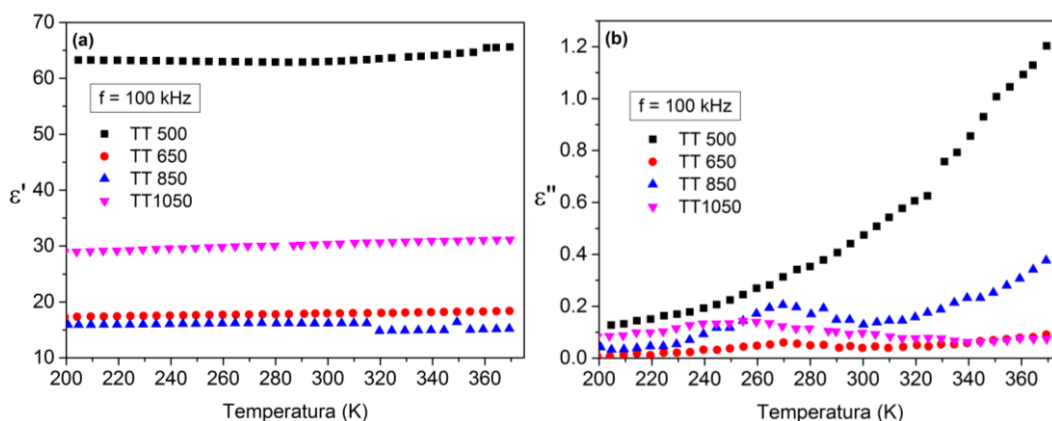 (a)
f = 100 kHz
TT 500
TT 650
TT 850
TT1050
ε'
70
60
50
40
30
20
10
200 220 240 260 280 300 320 340 360
Temperatura (K)
(b)
f = 100 kHz
TT 500
TT 650
TT 850
TT1050
ε''
1.2
1.0
0.8
0.6
0.4
0.2
0.0
200 220 240 260 280 300 320 340 360
Temperatura (K)